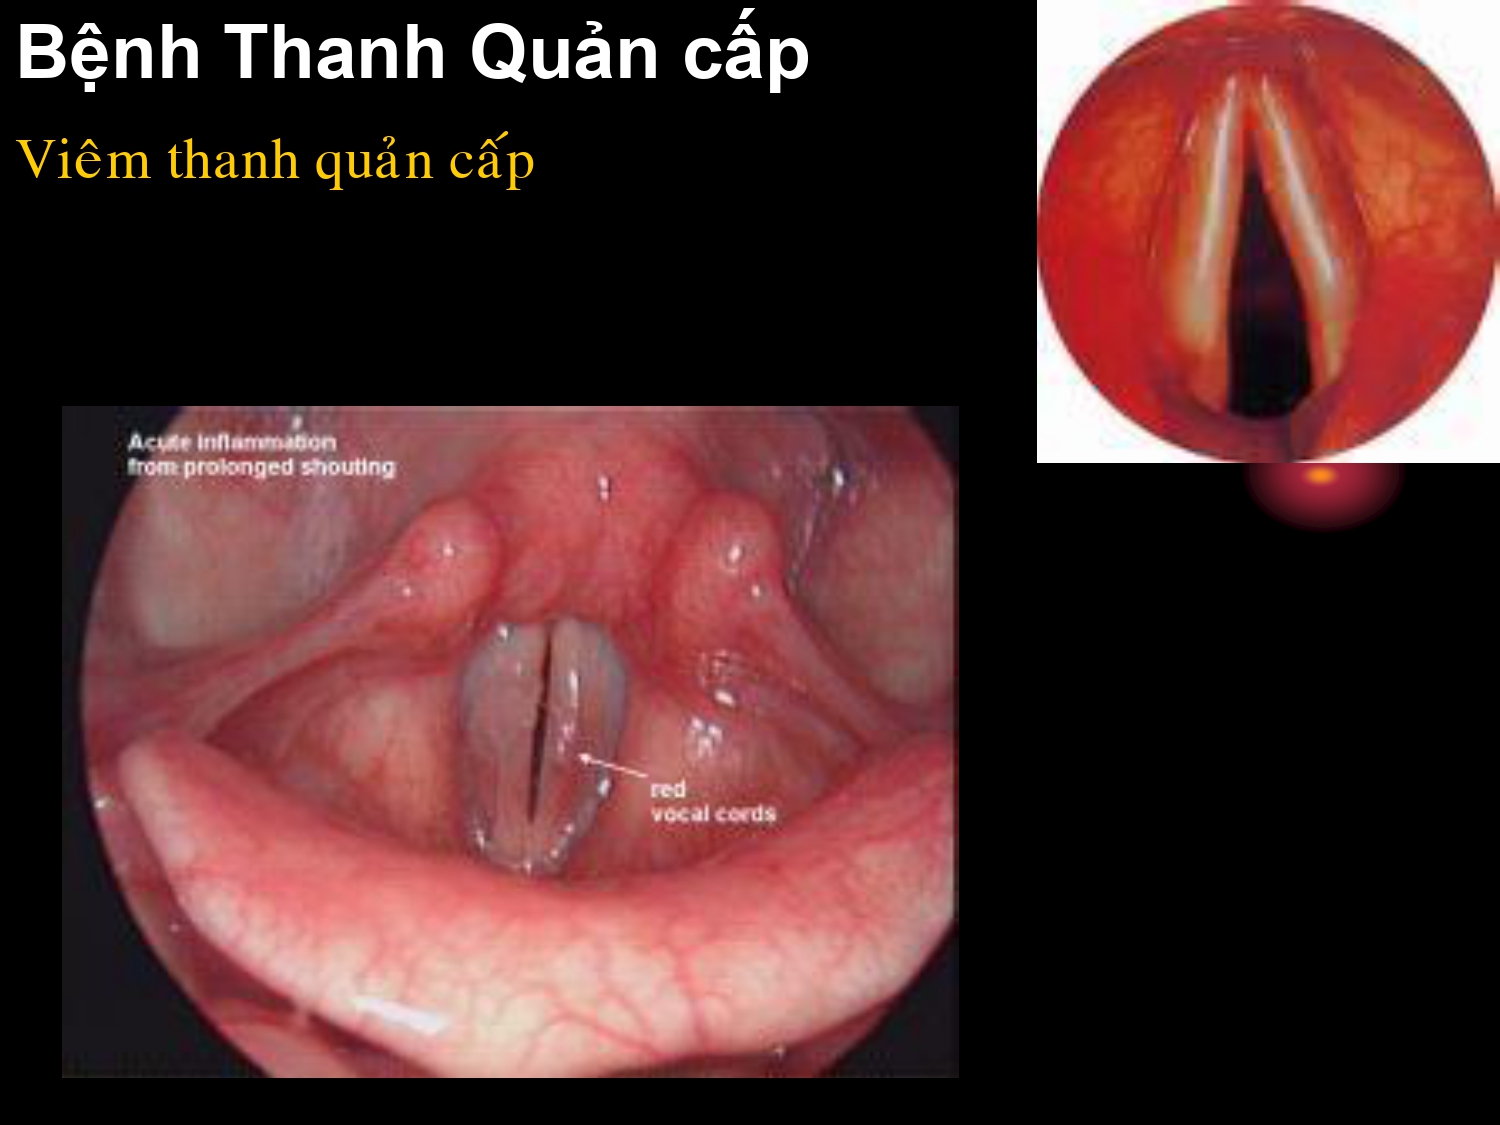 Bệnh Thanh Quản cấp
Viêm thanh quản cấp
Acute inflammation
from prolonged shouting
red
vocal cords